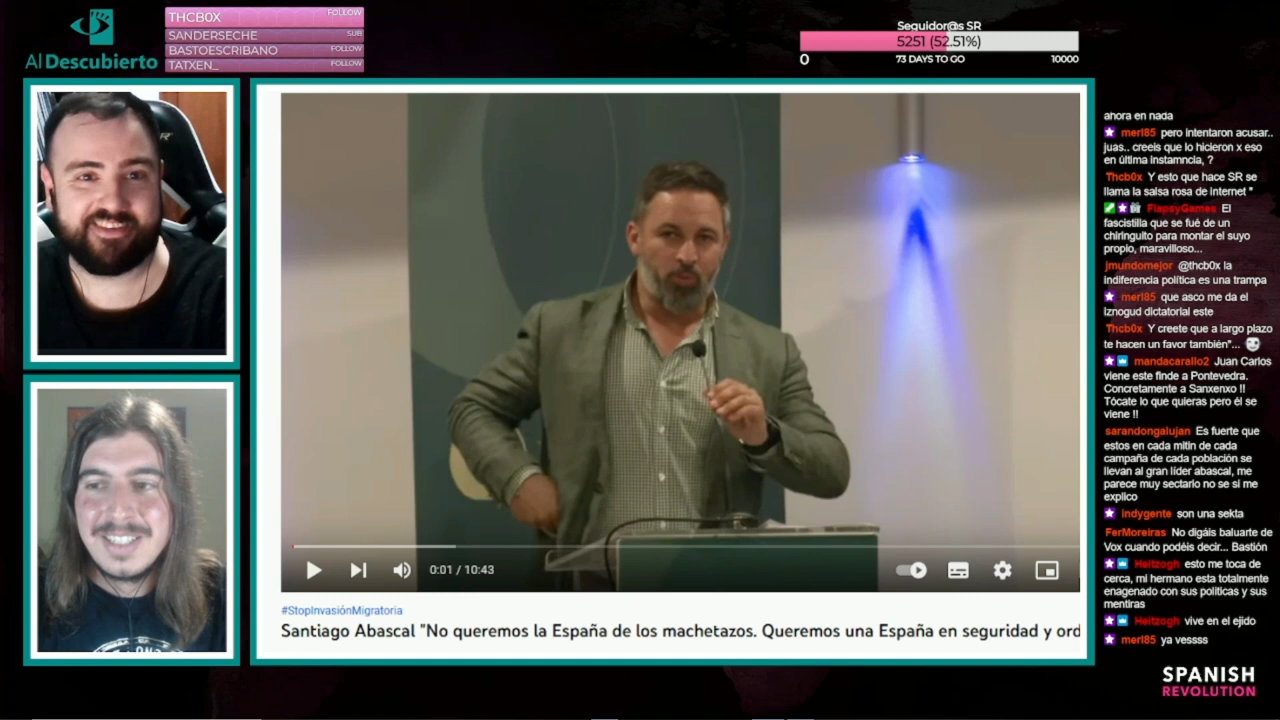 Al Descubierto
THCB0X FOLLOW
SANDERSECHE SUB
BASTOESCRIBANO FOLLOW
TATXEN_ FOLLOW
Seguidor@s SR
5251 (52.51%)
0 73 DAYS TO GO 10000
ahora en nada
merl85 pero intentaron acusar..
juas.. creeis que lo hicieron x eso
en última instamncia, ?
Thcb0x Y esto que hace SR se
llama la salsa rosa de internet "
FlapsyGames El
fascistilla que se fué de un
chiringuito para montar el suyo
propio, maravilloso...
jmundomejor @thcb0x la
indiferencia política es una trampa
merl85 que asco me da el
iznogud dictatorial este
Thcb0x Y creete que a largo plazo
te hacen un favor también"...
mandacarallo2 Juan Carlos
viene este finde a Pontevedra.
Concretamente a Sanxenxo !!
Tócate lo que quieras pero él se
viene !!
sarandongalujan Es fuerte que
estos en cada mitin de cada
campaña de cada población se
llevan al gran líder abascal, me
parece muy sectario no se si me
explico
indygente son una sekta
FerMoreiras No digáis baluarte de
Vox cuando podéis decir... Bastión
Heitzogh esto me toca de
cerca, mi hermano esta totalmente
enagenado con sus politicas y sus
mentiras
Heitzogh vive en el ejido
merl85 ya vessss
0:01 / 10:43
#StopInvasiónMigratoria
Santiago Abascal "No queremos la España de los machetazos. Queremos una España en seguridad y ord
SPANISH
REVOLUTION